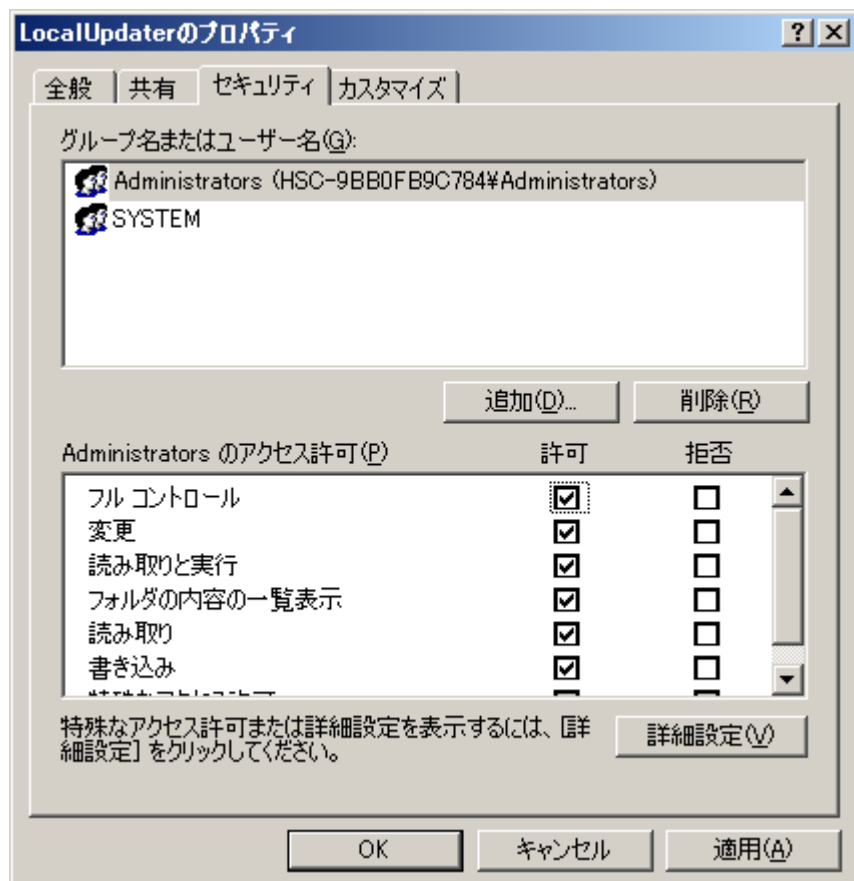 LocalUpdaterのプロパティ
全般 共有 セキュリティ カスタマイズ
グループ名またはユーザー名(G):
Administrators (HSC-9BB0FB9C784¥Administrators)
SYSTEM
追加(D)... 削除(R)
Administrators のアクセス許可(P) 許可 拒否
フル コントロール
変更
読み取りと実行
フォルダの内容の一覧表示
読み取り
書き込み
特殊なアクセス許可または詳細設定を表示するには、[詳
細設定] をクリックしてください。
詳細設定(V)
OK キャンセル 適用(A)